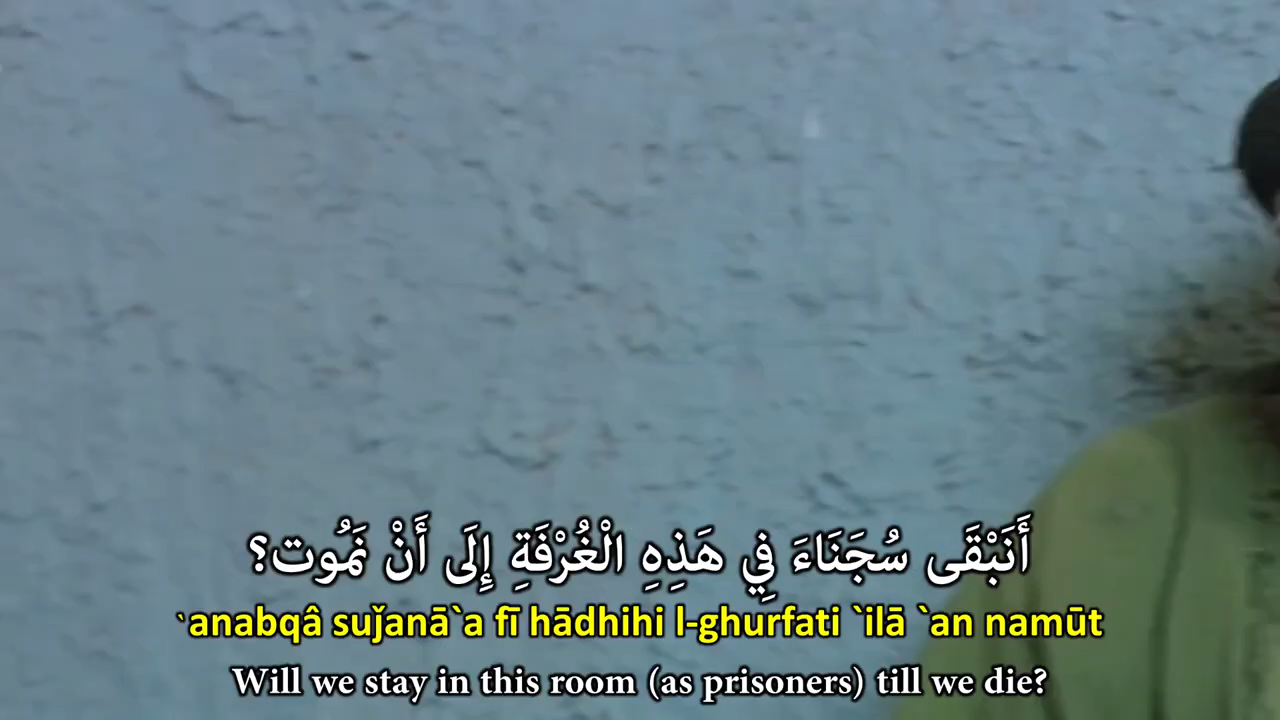 أَنَبْقَى سُجَنَاءَ فِي هَذِهِ الْغُرْفَةِ إِلَى أَنْ نَمُوت؟
`anabqâ suǰanā`a fī hādhihi l-ghurfati `ilā `an namūt
Will we stay in this room (as prisoners) till we die?